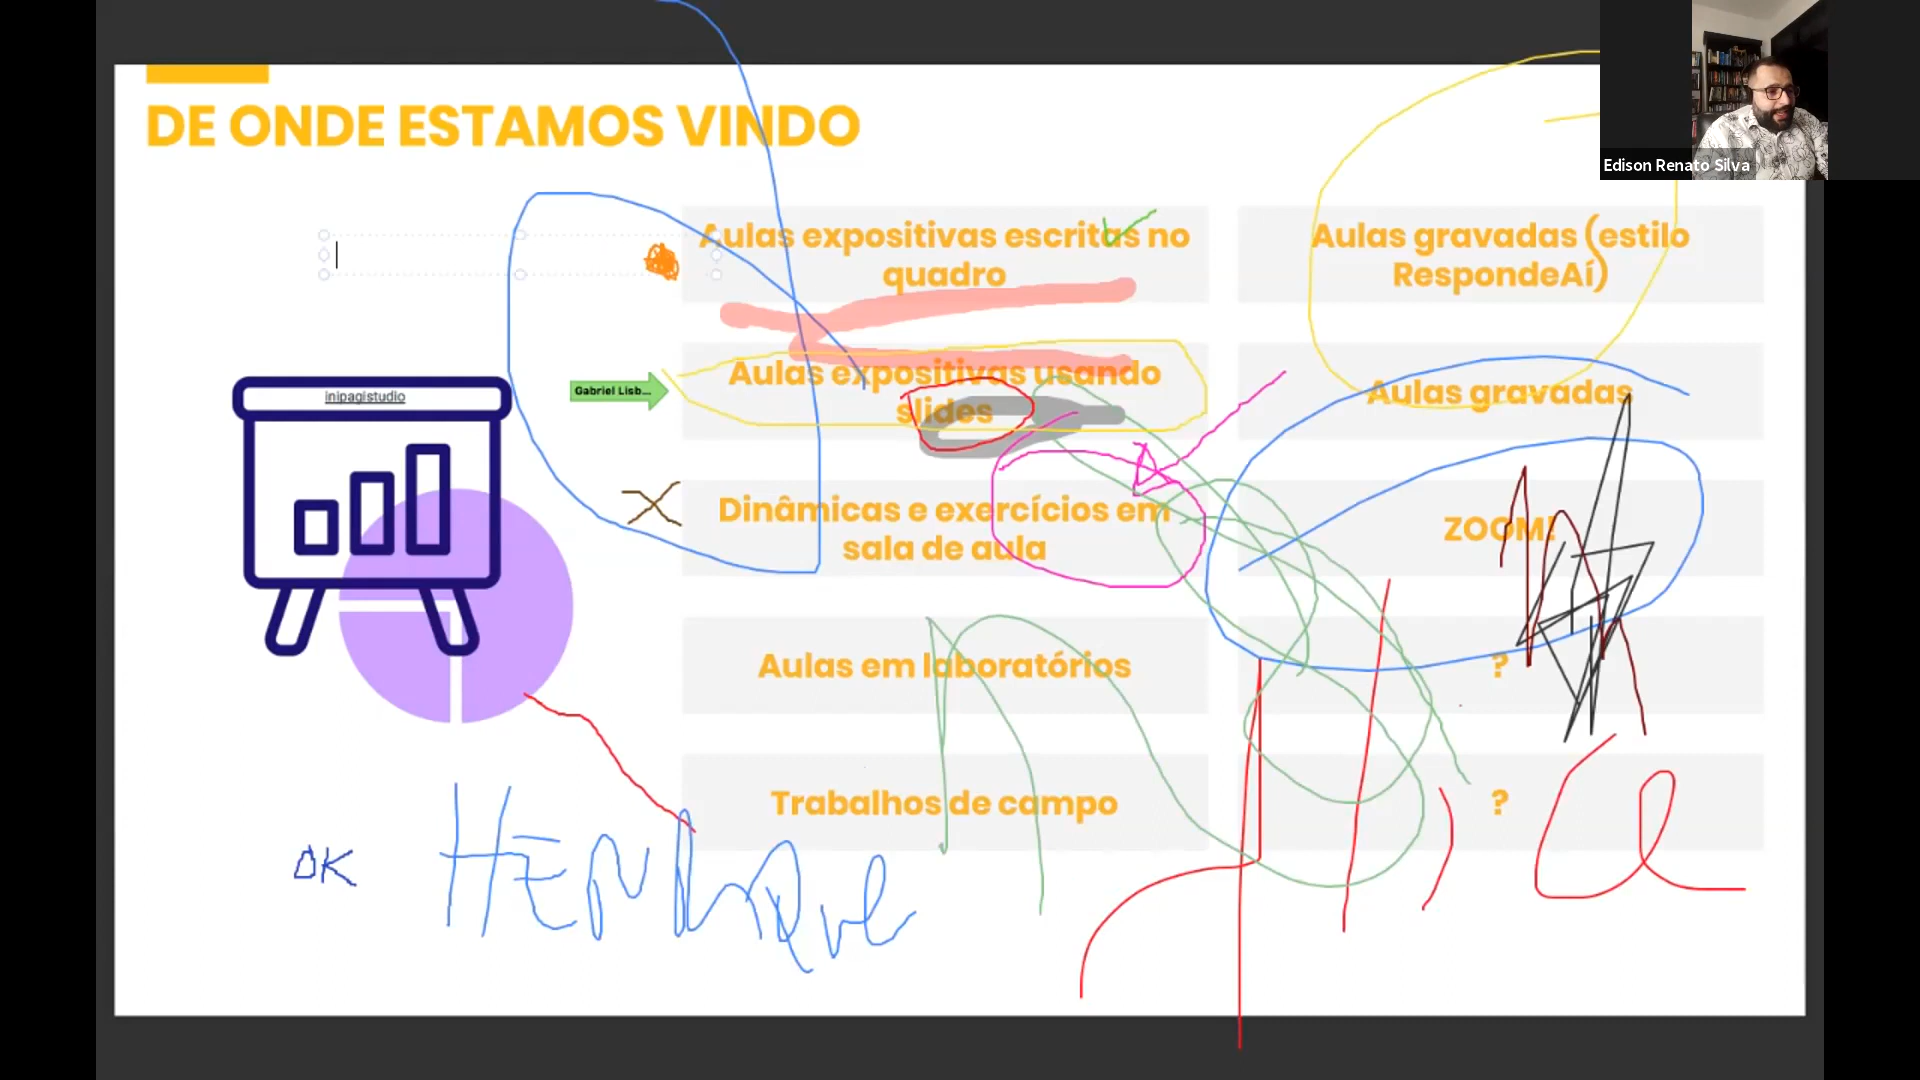 Edison Renato Silva
DE ONDE ESTAMOS VINDO
Aulas expositivas escritas no
quadro
Aulas gravadas (estilo
RespondeAí)
inipagistudio
Gabriel Lisb...
Aulas expositivas usando
slides
Aulas gravadas
Dinâmicas e exercícios em
sala de aula
ZOOM!
Aulas em laboratórios
?
Trabalhos de campo
?
OK
HENRIQUE